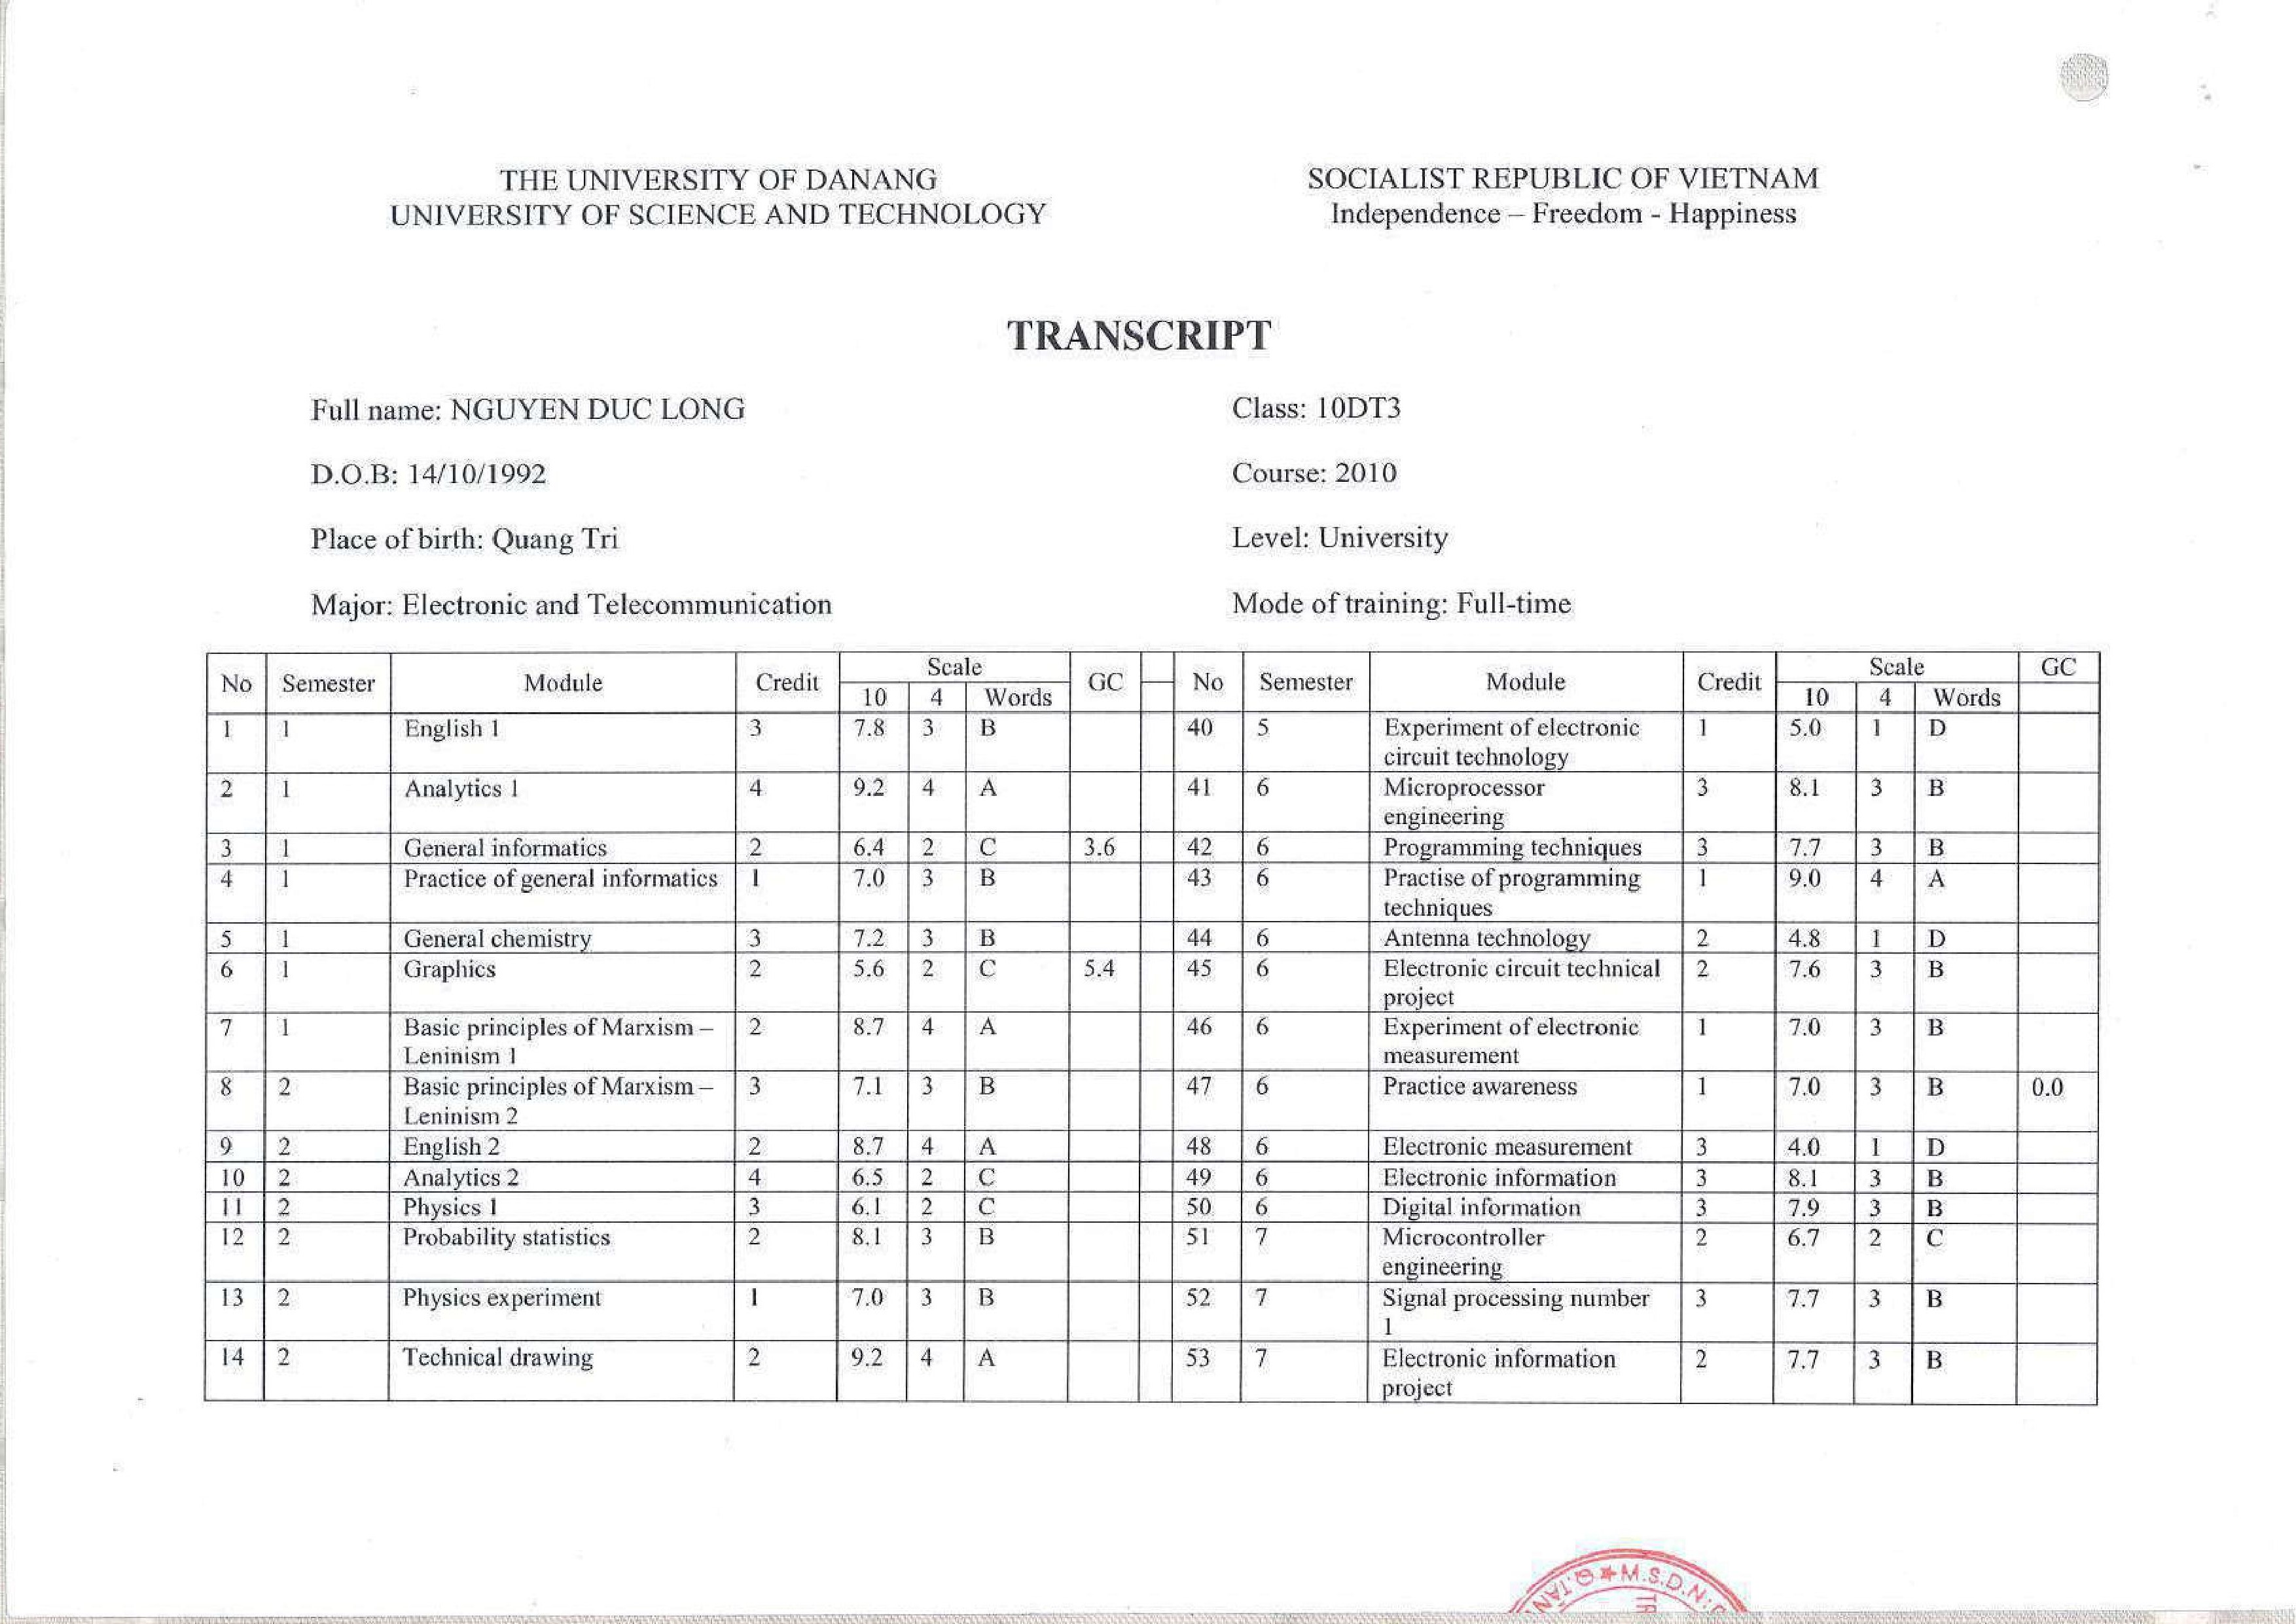 THE UNIVERSITY OF DANANG
UNIVERSITY OF SCIENCE AND TECHNOLOGY
SOCIALIST REPUBLIC OF VIETNAM
Independence – Freedom - Happiness
TRANSCRIPT
Full name: NGUYEN DUC LONG
Class: 10DT3
D.O.B: 14/10/1992
Course: 2010
Place of birth: Quang Tri
Level: University
Major: Electronic and Telecommunication
Mode of training: Full-time
No Semester Module Credit Scale GC No Semester Module Credit Scale GC
10 4 Words 10 4 Words
1 1 English 1 3 7.8 3 B 40 5 Experiment of electronic 1 5.0 1 D
circuit technology
2 1 Analytics 1 4 9.2 4 A 41 6 Microprocessor 3 8.1 3 B
engineering
3 1 General informatics 2 6.4 2 C 3.6 42 6 Programming techniques 3 7.7 3 B
4 1 Practice of general informatics 1 7.0 3 B 43 6 Practise of programming 1 9.0 4 A
techniques
5 1 General chemistry 3 7.2 3 B 44 6 Antenna technology 2 4.8 1 D
6 1 Graphics 2 5.6 2 C 5.4 45 6 Electronic circuit technical 2 7.6 3 B
project
7 1 Basic principles of Marxism – 2 8.7 4 A 46 6 Experiment of electronic 1 7.0 3 B
Leninism 1 measurement
8 2 Basic principles of Marxism – 3 7.1 3 B 47 6 Practice awareness 1 7.0 3 B 0.0
Leninism 2
9 2 English 2 2 8.7 4 A 48 6 Electronic measurement 3 4.0 1 D
10 2 Analytics 2 4 6.5 2 C 49 6 Electronic information 3 8.1 3 B
11 2 Physics 1 3 6.1 2 C 50 6 Digital information 3 7.9 3 B
12 2 Probability statistics 2 8.1 3 B 51 7 Microcontroller 2 6.7 2 C
engineering
13 2 Physics experiment 1 7.0 3 B 52 7 Signal processing number 3 7.7 3 B
1
14 2 Technical drawing 2 9.2 4 A 53 7 Electronic information 2 7.7 3 B
project
M.S.D.N: